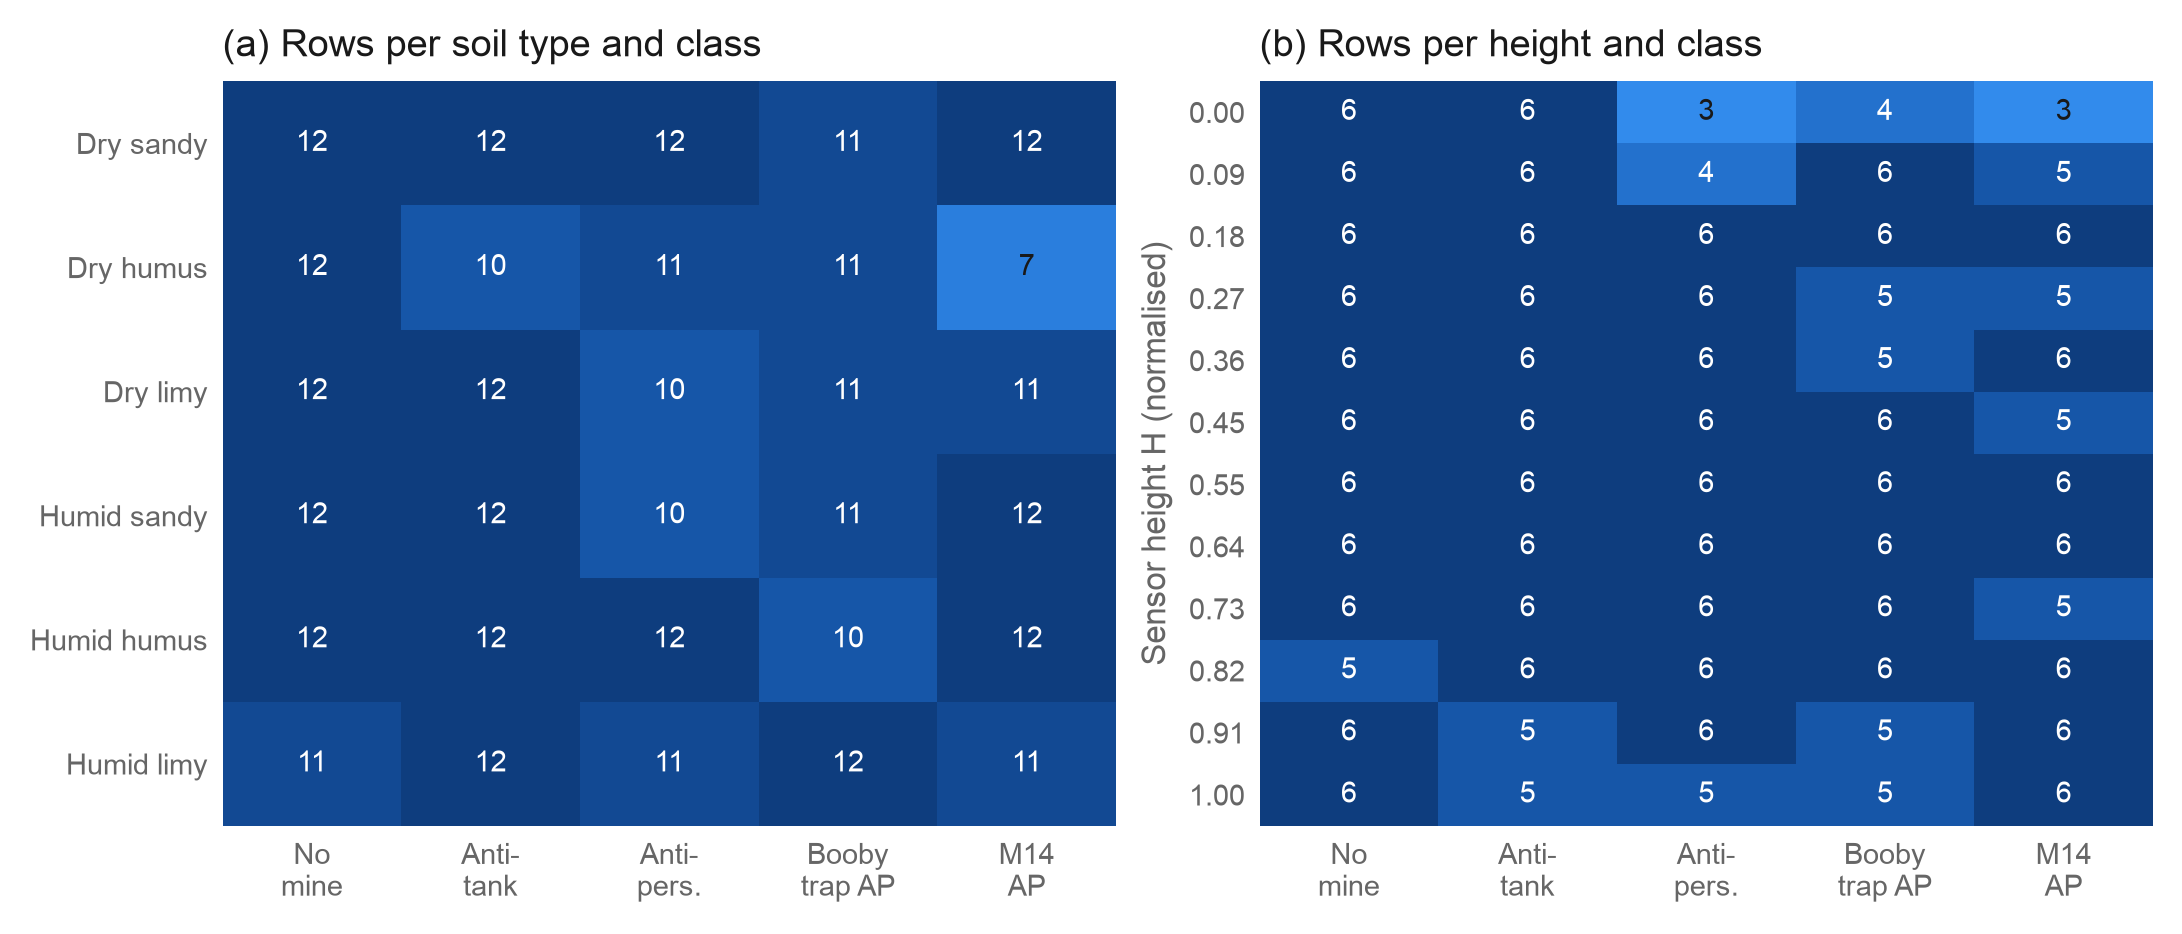 (a) Rows per soil type and class
Dry sandy 12 12 12 11 12
Dry humus 12 10 11 11 7
Dry limy 12 12 10 11 11
Humid sandy 12 12 10 11 12
Humid humus 12 12 12 10 12
Humid limy 11 12 11 12 11
No mine
Anti-tank
Anti-pers.
Booby trap AP
M14 AP
(b) Rows per height and class
Sensor height H (normalised)
0.00 6 6 3 4 3
0.09 6 6 4 6 5
0.18 6 6 6 6 6
0.27 6 6 6 5 5
0.36 6 6 6 5 6
0.45 6 6 6 6 5
0.55 6 6 6 6 6
0.64 6 6 6 6 6
0.73 6 6 6 6 5
0.82 5 6 6 6 6
0.91 6 5 6 5 6
1.00 6 5 5 5 6
No mine
Anti-tank
Anti-pers.
Booby trap AP
M14 AP